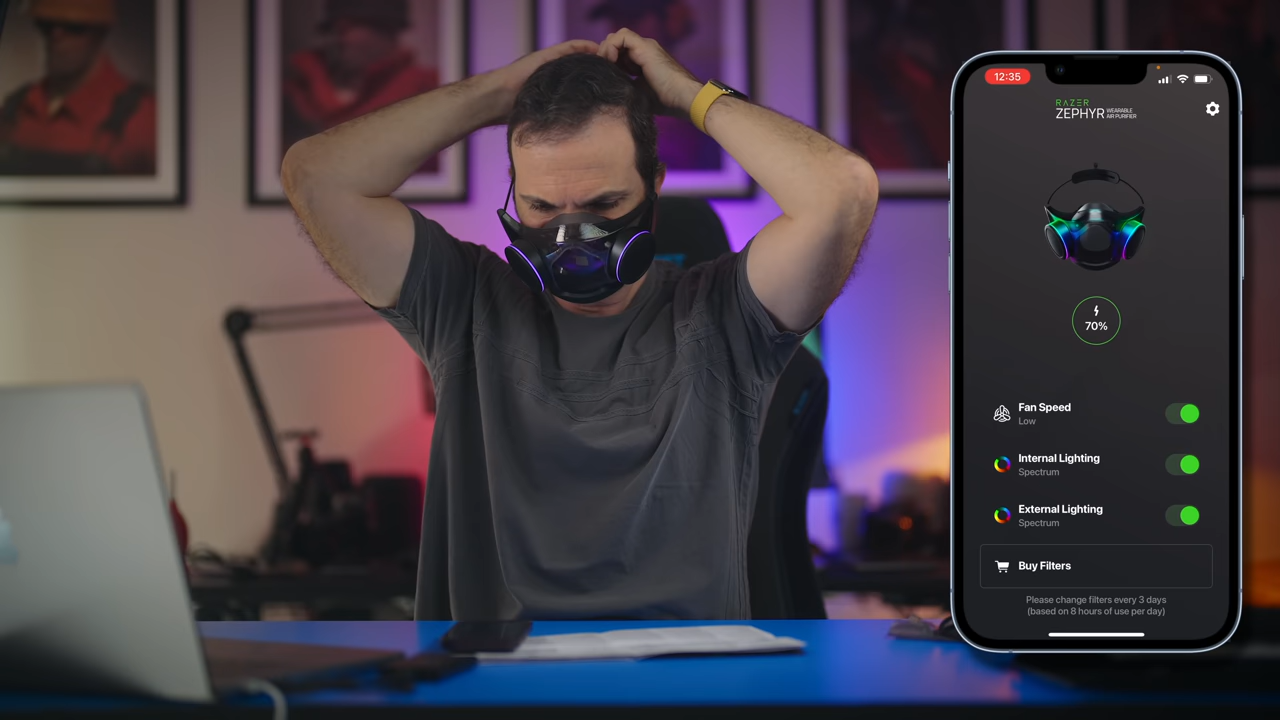 12:35
RAZER
ZEPHYR WEARABLE
AIR PURIFIER
70%
Fan Speed
Low
Internal Lighting
Spectrum
External Lighting
Spectrum
Buy Filters
Please change filters every 3 days
(based on 8 hours of use per day)